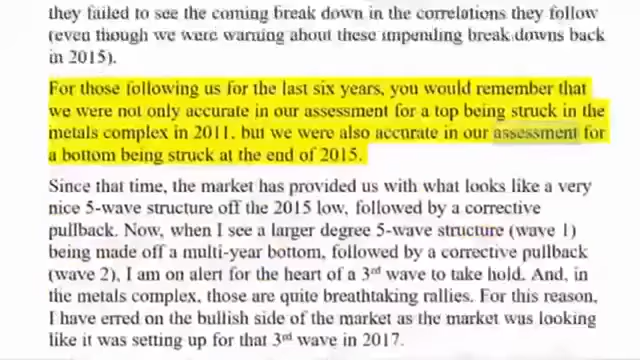 they failed to see the coming break down in the correlations they follow
(even though we were warning about these impending break downs back
in 2015).
For those following us for the last six years, you would remember that
we were not only accurate in our assessment for a top being struck in the
metals complex in 2011, but we were also accurate in our assessment for
a bottom being struck at the end of 2015.
Since that time, the market has provided us with what looks like a very
nice 5-wave structure off the 2015 low, followed by a corrective
pullback. Now, when I see a larger degree 5-wave structure (wave 1)
being made off a multi-year bottom, followed by a corrective pullback
(wave 2), I am on alert for the heart of a 3rd wave to take hold. And, in
the metals complex, those are quite breathtaking rallies. For this reason,
I have erred on the bullish side of the market as the market was looking
like it was setting up for that 3rd wave in 2017.